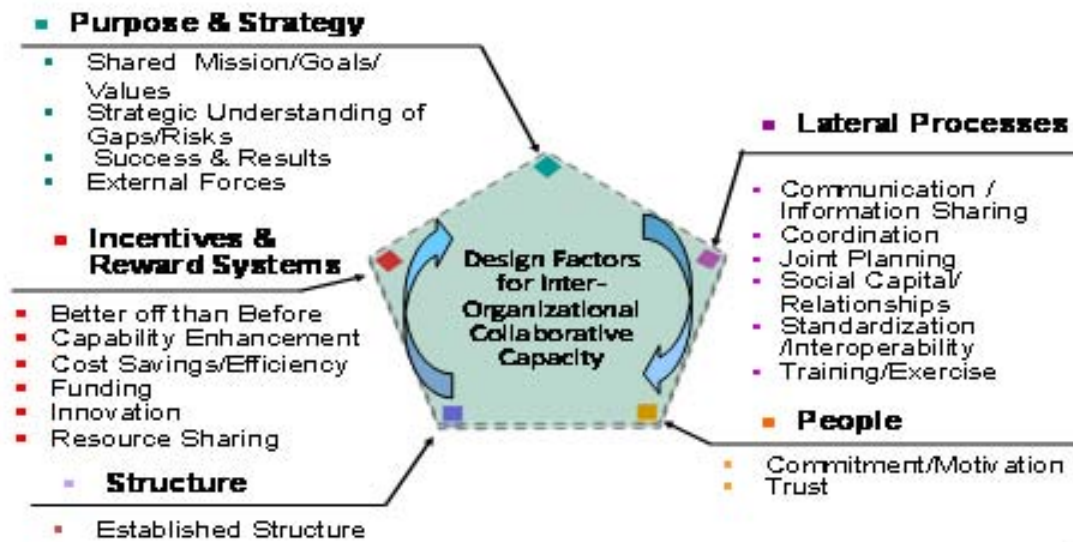 Purpose & Strategy
Shared Mission/Goals/
Values
Strategic Understanding of
Gaps/Risks
Success & Results
External Forces
Incentives &
Reward Systems
Better off than Before
Capability Enhancement
Cost Savings/Efficiency
Funding
Innovation
Resource Sharing
Structure
Established Structure
Design Factors
for Inter-
Organizational
Collaborative
Capacity
Lateral Processes
Communication /
Information Sharing
Coordination
Joint Planning
Social Capital/
Relationships
Standardization
/Interoperability
Training/Exercise
People
Commitment/Motivation
Trust